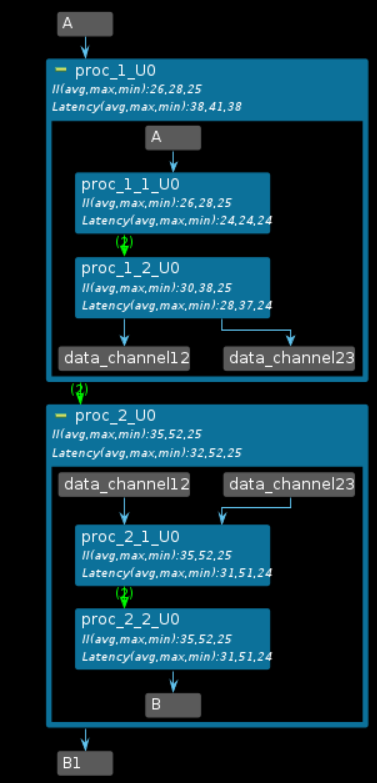 A
proc_1_U0
II(avg,max,min):26,28,25
Latency(avg,max,min):38,41,38
A
proc_1_1_U0
II(avg,max,min):26,28,25
Latency(avg,max,min):24,24,24
(2)
proc_1_2_U0
II(avg,max,min):30,38,25
Latency(avg,max,min):28,37,24
data_channel12 data_channel23
(2)
proc_2_U0
II(avg,max,min):35,52,25
Latency(avg,max,min):32,52,25
data_channel12 data_channel23
proc_2_1_U0
II(avg,max,min):35,52,25
Latency(avg,max,min):31,51,24
(2)
proc_2_2_U0
II(avg,max,min):35,52,25
Latency(avg,max,min):31,51,24
B
B1